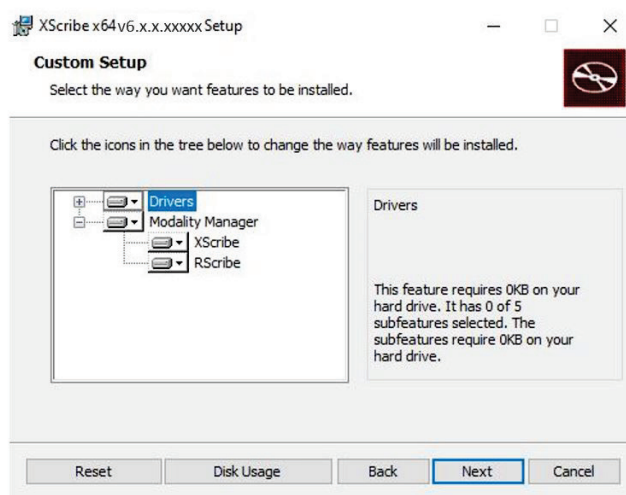 XScribe x64 v6.x.x.xxxxx Setup
Custom Setup
Select the way you want features to be installed.
Click the icons in the tree below to change the way features will be installed.
Drivers
Modality Manager
XScribe
RScribe
Drivers
This feature requires 0KB on your
hard drive. It has 0 of 5
subfeatures selected. The
subfeatures require 0KB on your
hard drive.
Reset
Disk Usage
Back
Next
Cancel